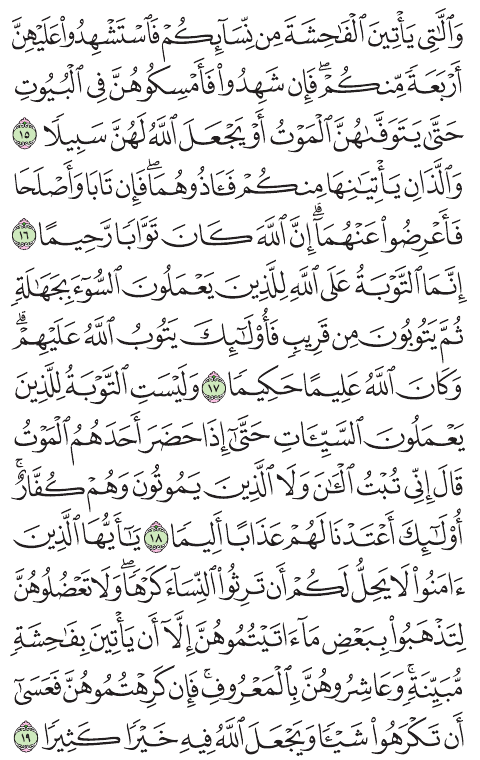 وَٱلَّٰتِي يَأْتِينَ ٱلْفَٰحِشَةَ مِن نِّسَآئِكُمْ فَٱسْتَشْهِدُوا۟ عَلَيْهِنَّ
أَرْبَعَةً مِّنكُمْ ۖ فَإِن شَهِدُوا۟ فَأَمْسِكُوهُنَّ فِي ٱلْبُيُوتِ
حَتَّىٰ يَتَوَفَّىٰهُنَّ ٱلْمَوْتُ أَوْ يَجْعَلَ ٱللَّهُ لَهُنَّ سَبِيلًا ١٥
وَٱلَّذَانِ يَأْتِيَٰنِهَا مِنكُمْ فَـَٔاذُوهُمَا ۖ فَإِن تَابَا وَأَصْلَحَا
فَأَعْرِضُوا۟ عَنْهُمَآ ۗ إِنَّ ٱللَّهَ كَانَ تَوَّابًا رَّحِيمًا ١٦
إِنَّمَا ٱلتَّوْبَةُ عَلَى ٱللَّهِ لِلَّذِينَ يَعْمَلُونَ ٱلسُّوٓءَ بِجَهَٰلَةٍ
ثُمَّ يَتُوبُونَ مِن قَرِيبٍ فَأُو۟لَٰٓئِكَ يَتُوبُ ٱللَّهُ عَلَيْهِمْ ۗ
وَكَانَ ٱللَّهُ عَلِيمًا حَكِيمًا ١٧ وَلَيْسَتِ ٱلتَّوْبَةُ لِلَّذِينَ
يَعْمَلُونَ ٱلسَّيِّـَٔاتِ حَتَّىٰٓ إِذَا حَضَرَ أَحَدَهُمُ ٱلْمَوْتُ
قَالَ إِنِّي تُبْتُ ٱلْـَٰٔنَ وَلَا ٱلَّذِينَ يَمُوتُونَ وَهُمْ كُفَّارٌ ۚ
أُو۟لَٰٓئِكَ أَعْتَدْنَا لَهُمْ عَذَابًا أَلِيمًا ١٨ يَٰٓأَيُّهَا ٱلَّذِينَ
ءَامَنُوا۟ لَا يَحِلُّ لَكُمْ أَن تَرِثُوا۟ ٱلنِّسَآءَ كَرْهًا ۖ وَلَا تَعْضُلُوهُنَّ
لِتَذْهَبُوا۟ بِبَعْضِ مَآ ءَاتَيْتُمُوهُنَّ إِلَّآ أَن يَأْتِينَ بِفَٰحِشَةٍ
مُّبَيِّنَةٍ ۚ وَعَاشِرُوهُنَّ بِٱلْمَعْرُوفِ ۚ فَإِن كَرِهْتُمُوهُنَّ فَعَسَىٰٓ
أَن تَكْرَهُوا۟ شَيْـًٔا وَيَجْعَلَ ٱللَّهُ فِيهِ خَيْرًا كَثِيرًا ١٩